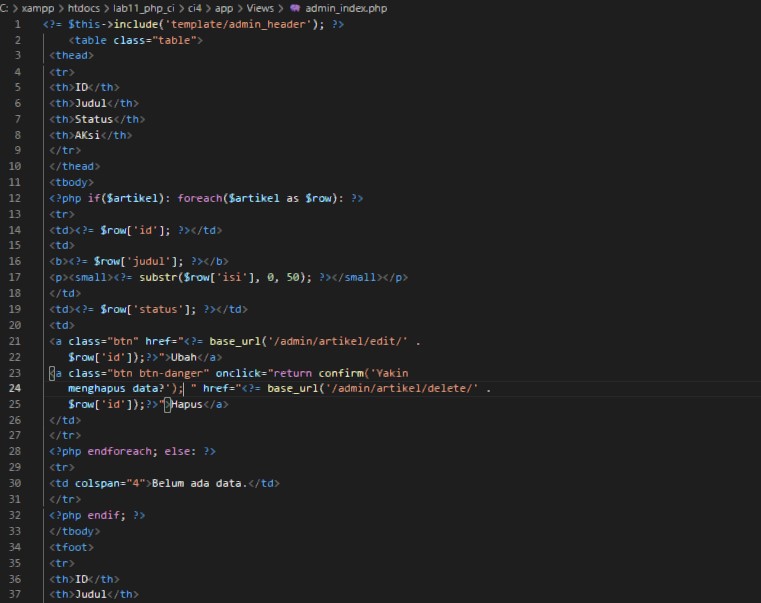 C: > xampp > htdocs > lab11_php_ci > ci4 > app > Views > admin_index.php
1 <?= $this->include('template/admin_header'); ?>
2 <table class="table">
3 <thead>
4 <tr>
5 <th>ID</th>
6 <th>Judul</th>
7 <th>Status</th>
8 <th>AKsi</th>
9 </tr>
10 </thead>
11 <tbody>
12 <?php if($artikel): foreach($artikel as $row): ?>
13 <tr>
14 <td><?= $row['id']; ?></td>
15 <td>
16 <b><?= $row['judul']; ?></b>
17 <p><small><?= substr($row['isi'], 0, 50); ?></small></p>
18 </td>
19 <td><?= $row['status']; ?></td>
20 <td>
21 <a class="btn" href="<?= base_url('/admin/artikel/edit/' .
22 $row['id']);?>">Ubah</a>
23 <a class="btn btn-danger" onclick="return confirm('Yakin
24 menghapus data?'); " href="<?= base_url('/admin/artikel/delete/' .
25 $row['id']);?>">Hapus</a>
26 </td>
27 </tr>
28 <?php endforeach; else: ?>
29 <tr>
30 <td colspan="4">Belum ada data.</td>
31 </tr>
32 <?php endif; ?>
33 </tbody>
34 <tfoot>
35 <tr>
36 <th>ID</th>
37 <th>Judul</th>